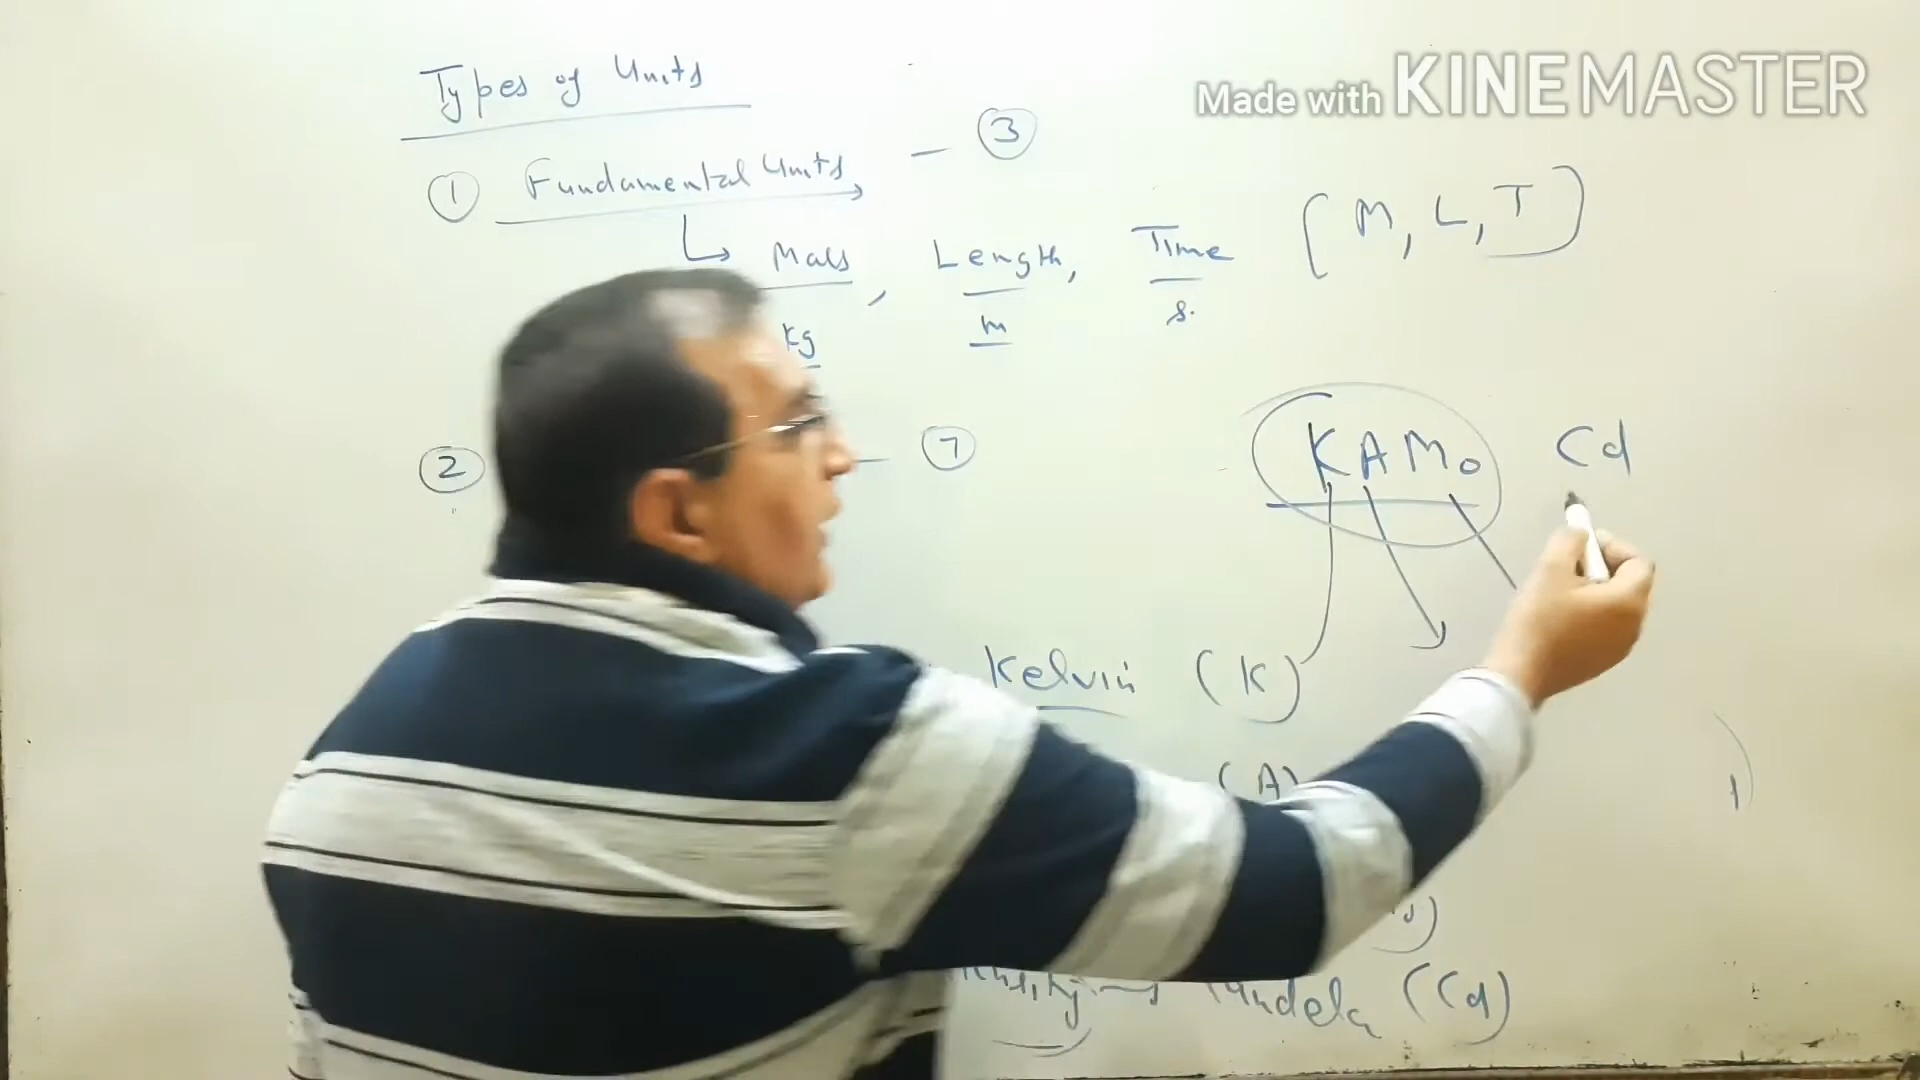 Made with KINEMASTER
Types of Units
① Fundamental Units — ③
Mass, Length, Time [M, L, T]
kg m s.
② — ⑦
KAMo Cd
Kelvin (K)
(A)
Candela (Cd)